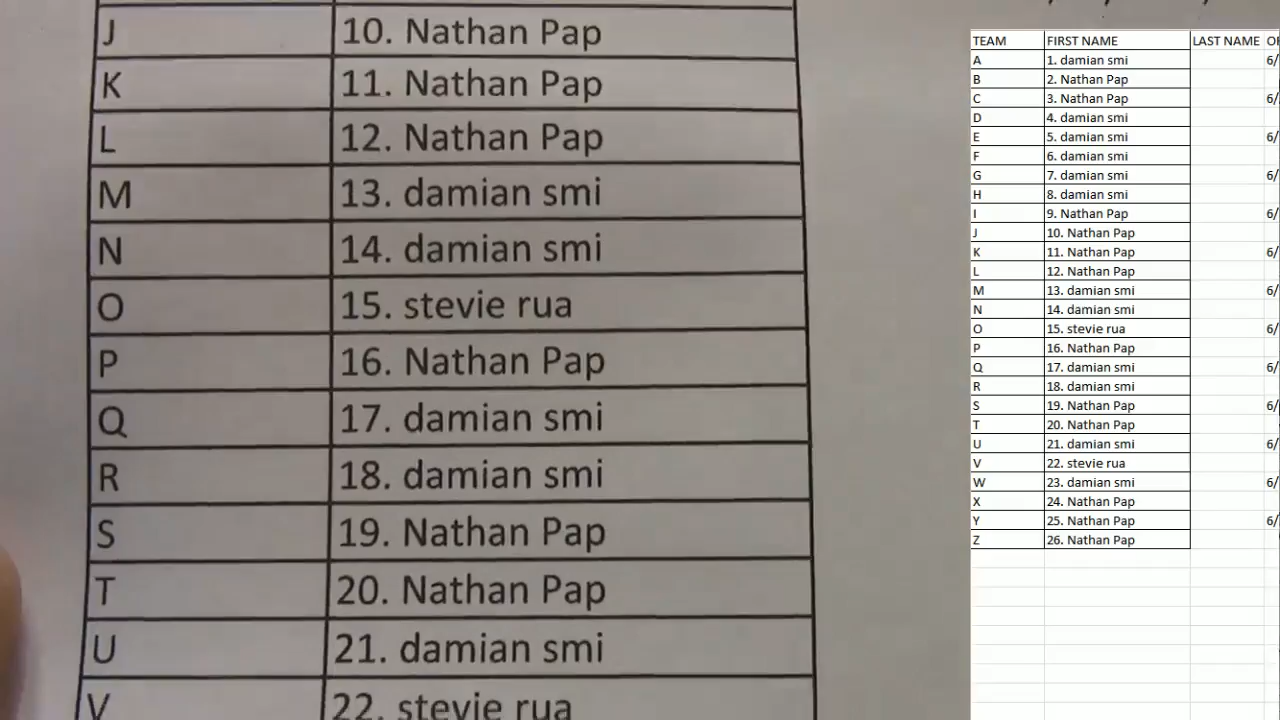 J 10. Nathan Pap
K 11. Nathan Pap
L 12. Nathan Pap
M 13. damian smi
N 14. damian smi
O 15. stevie rua
P 16. Nathan Pap
Q 17. damian smi
R 18. damian smi
S 19. Nathan Pap
T 20. Nathan Pap
U 21. damian smi
V 22. stevie rua
TEAM FIRST NAME LAST NAME
A 1. damian smi 6/
B 2. Nathan Pap
C 3. Nathan Pap 6/
D 4. damian smi
E 5. damian smi 6/
F 6. damian smi
G 7. damian smi 6/
H 8. damian smi
I 9. Nathan Pap 6/
J 10. Nathan Pap
K 11. Nathan Pap 6/
L 12. Nathan Pap
M 13. damian smi 6/
N 14. damian smi
O 15. stevie rua 6/
P 16. Nathan Pap
Q 17. damian smi 6/
R 18. damian smi
S 19. Nathan Pap 6/
T 20. Nathan Pap
U 21. damian smi 6/
V 22. stevie rua
W 23. damian smi 6/
X 24. Nathan Pap
Y 25. Nathan Pap 6/
Z 26. Nathan Pap